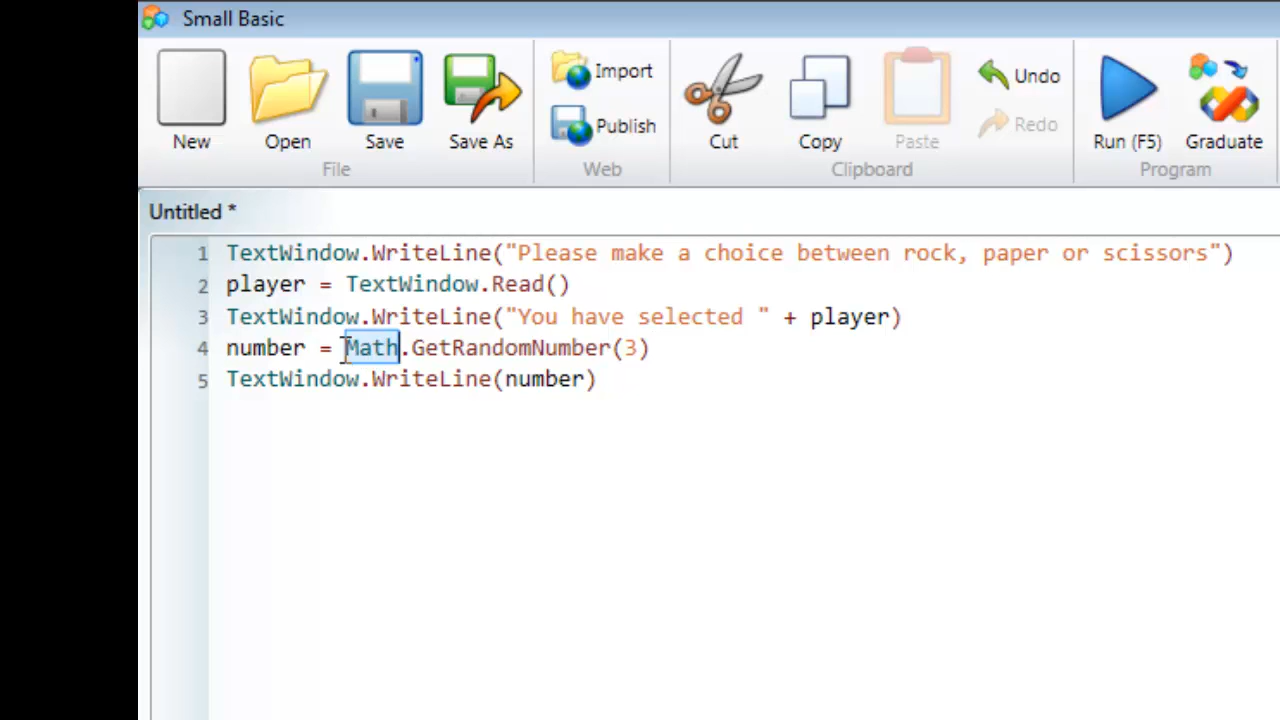 Small Basic
New Open Save Save As Import Publish Cut Copy Paste Undo Redo Run (F5) Graduate
File Web Clipboard Program
Untitled *
1 TextWindow.WriteLine("Please make a choice between rock, paper or scissors")
2 player = TextWindow.Read()
3 TextWindow.WriteLine("You have selected " + player)
4 number = Math.GetRandomNumber(3)
5 TextWindow.WriteLine(number)